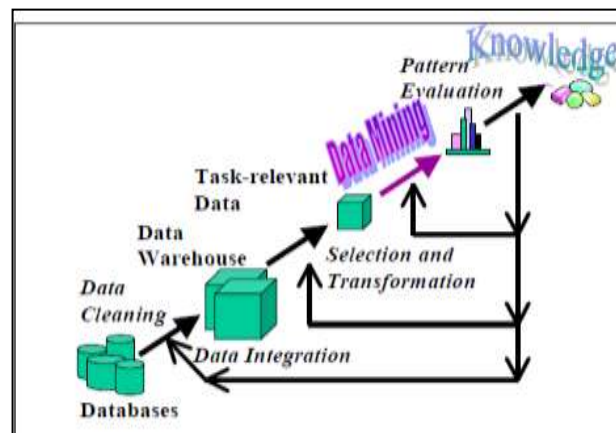 Knowledge
Pattern
Evaluation
Data Mining
Task-relevant
Data
Data
Warehouse
Selection and
Transformation
Data
Cleaning
Data Integration
Databases